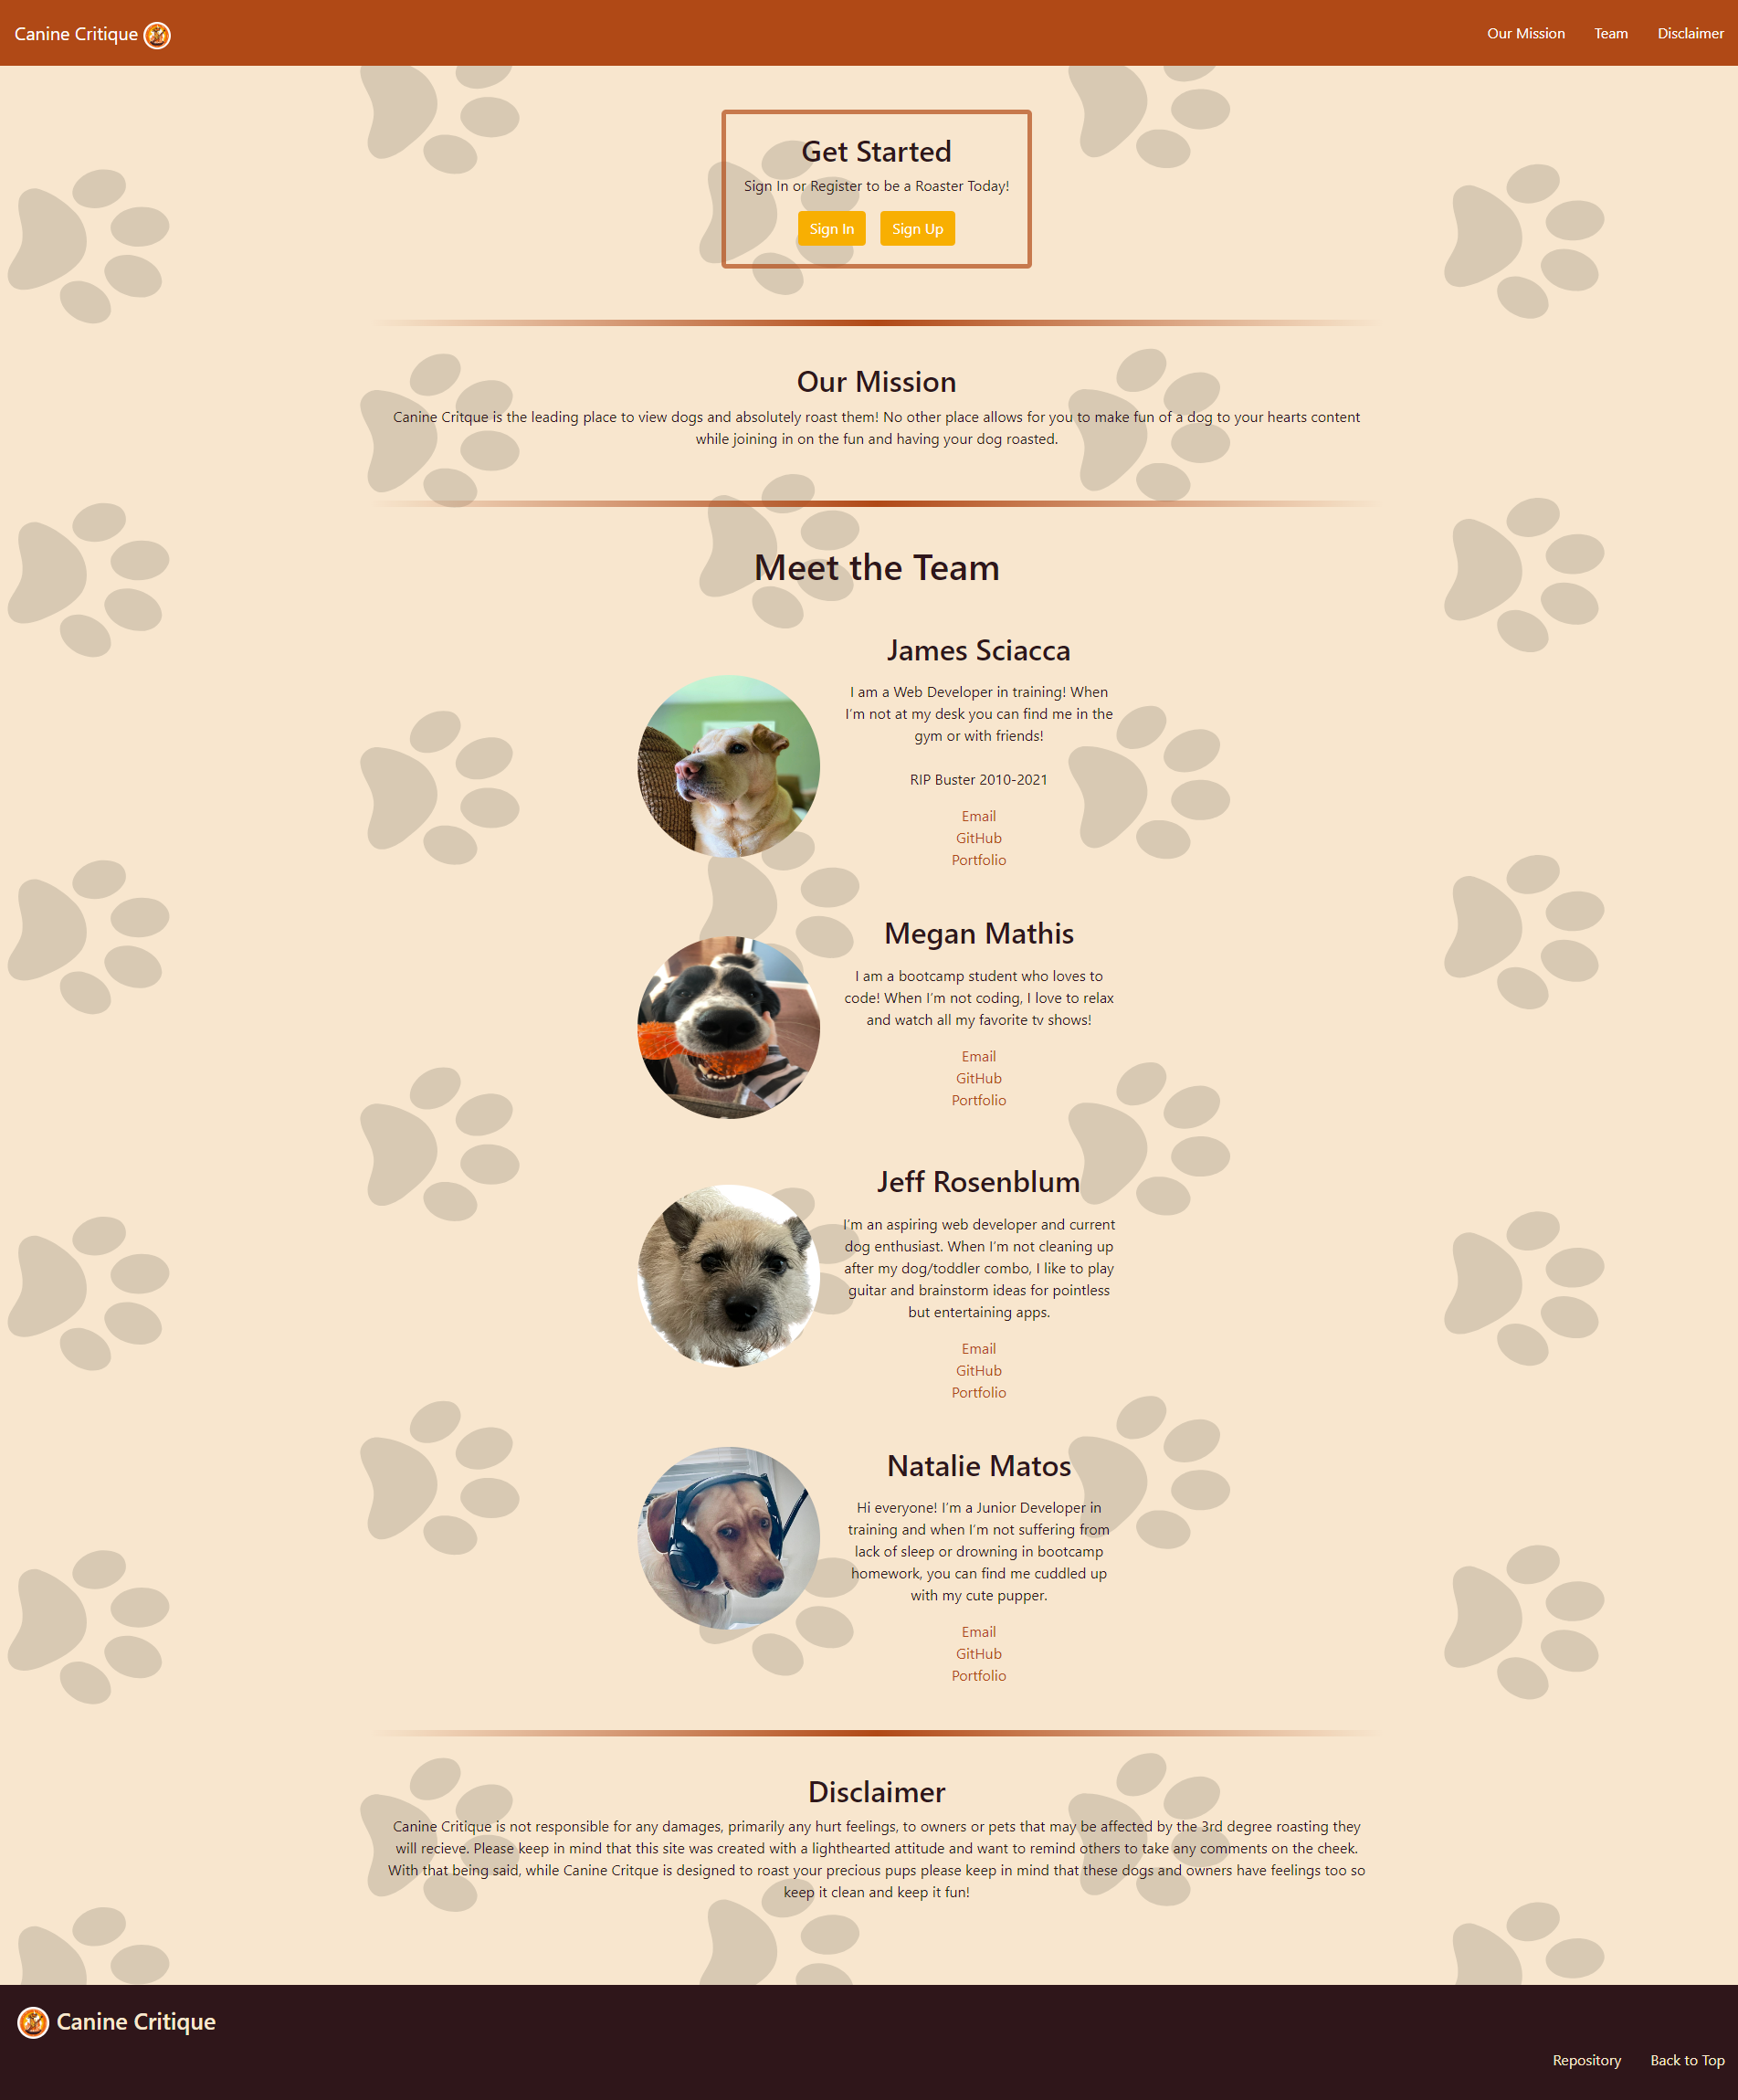 Canine Critique
Our Mission
Team
Disclaimer
Get Started
Sign In or Register to be a Roaster Today!
Sign In
Sign Up
Our Mission
Canine Critque is the leading place to view dogs and absolutely roast them! No other place allows for you to make fun of a dog to your hearts content
while joining in on the fun and having your dog roasted.
Meet the Team
James Sciacca
I am a Web Developer in training! When
I'm not at my desk you can find me in the
gym or with friends!
RIP Buster 2010-2021
Email
GitHub
Portfolio
Megan Mathis
I am a bootcamp student who loves to
code! When I'm not coding, I love to relax
and watch all my favorite tv shows!
Email
GitHub
Portfolio
Jeff Rosenblum
I'm an aspiring web developer and current
dog enthusiast. When I'm not cleaning up
after my dog/toddler combo, I like to play
guitar and brainstorm ideas for pointless
but entertaining apps.
Email
GitHub
Portfolio
Natalie Matos
Hi everyone! I'm a Junior Developer in
training and when I'm not suffering from
lack of sleep or drowning in bootcamp
homework, you can find me cuddled up
with my cute pupper.
Email
GitHub
Portfolio
Disclaimer
Canine Critique is not responsible for any damages, primarily any hurt feelings, to owners or pets that may be affected by the 3rd degree roasting they
will recieve. Please keep in mind that this site was created with a lighthearted attitude and want to remind others to take any comments on the cheek.
With that being said, while Canine Critque is designed to roast your precious pups please keep in mind that these dogs and owners have feelings too so
keep it clean and keep it fun!
Canine Critique
Repository
Back to Top